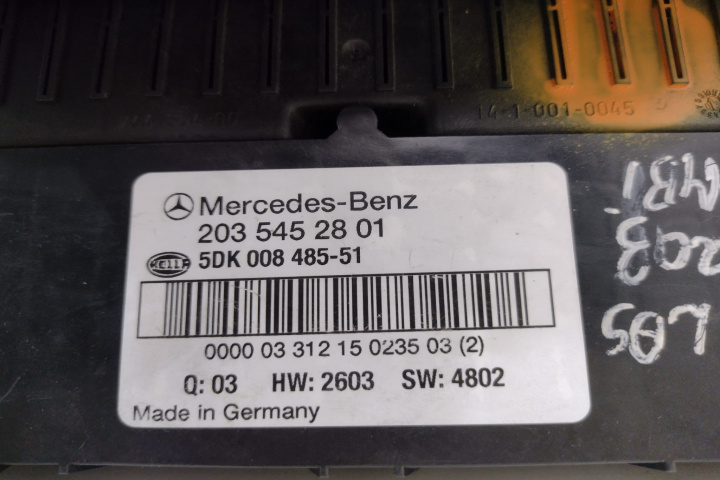 14-1-001-0045
Mercedes-Benz
203 545 28 01
HELLA 5DK 008 485-51
0000 03 312 15 0235 03 (2)
Q: 03 HW: 2603 SW: 4802
Made in Germany
203